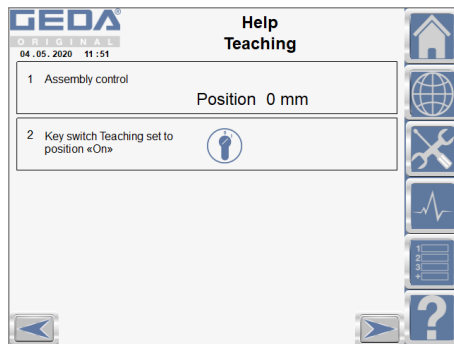 GEDA®
ORIGINAL
04.05.2020 11:51
Help
Teaching
1 Assembly control
Position 0 mm
2 Key switch Teaching set to
position «On»
1
2
3
+
?